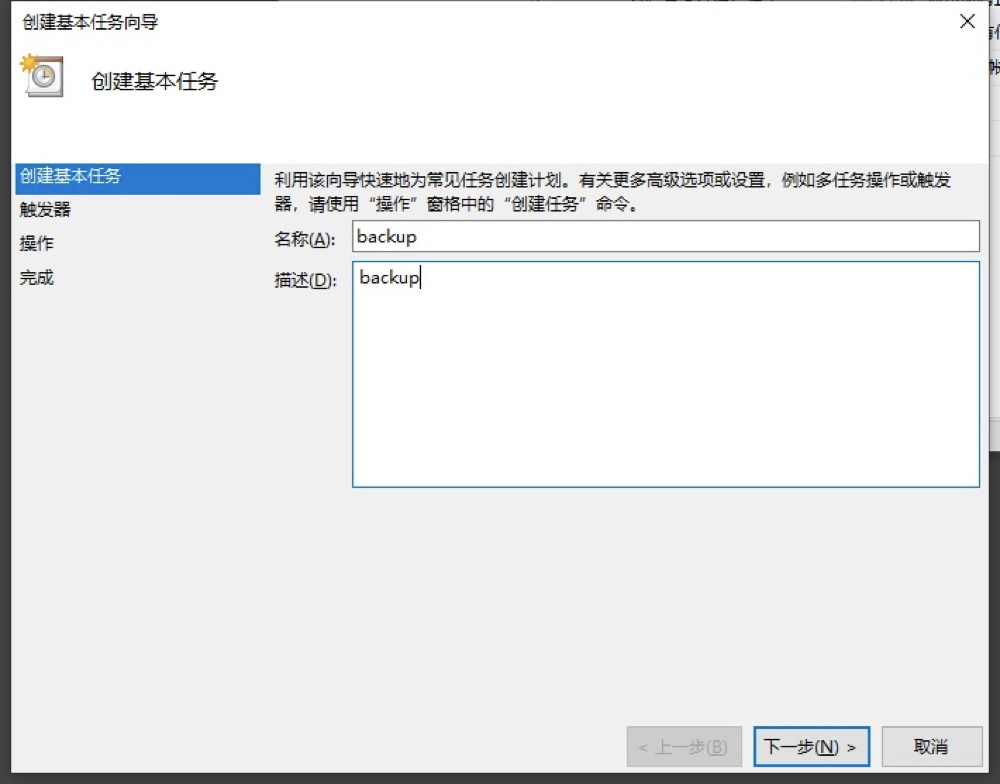 创建基本任务向导
创建基本任务
创建基本任务
触发器
操作
完成
利用该向导快速地为常见任务创建计划。有关更多高级选项或设置，例如多任务操作或触发
器，请使用“操作”窗格中的“创建任务”命令。
名称(A): backup
描述(D): backup
< 上一步(B) 下一步(N) > 取消